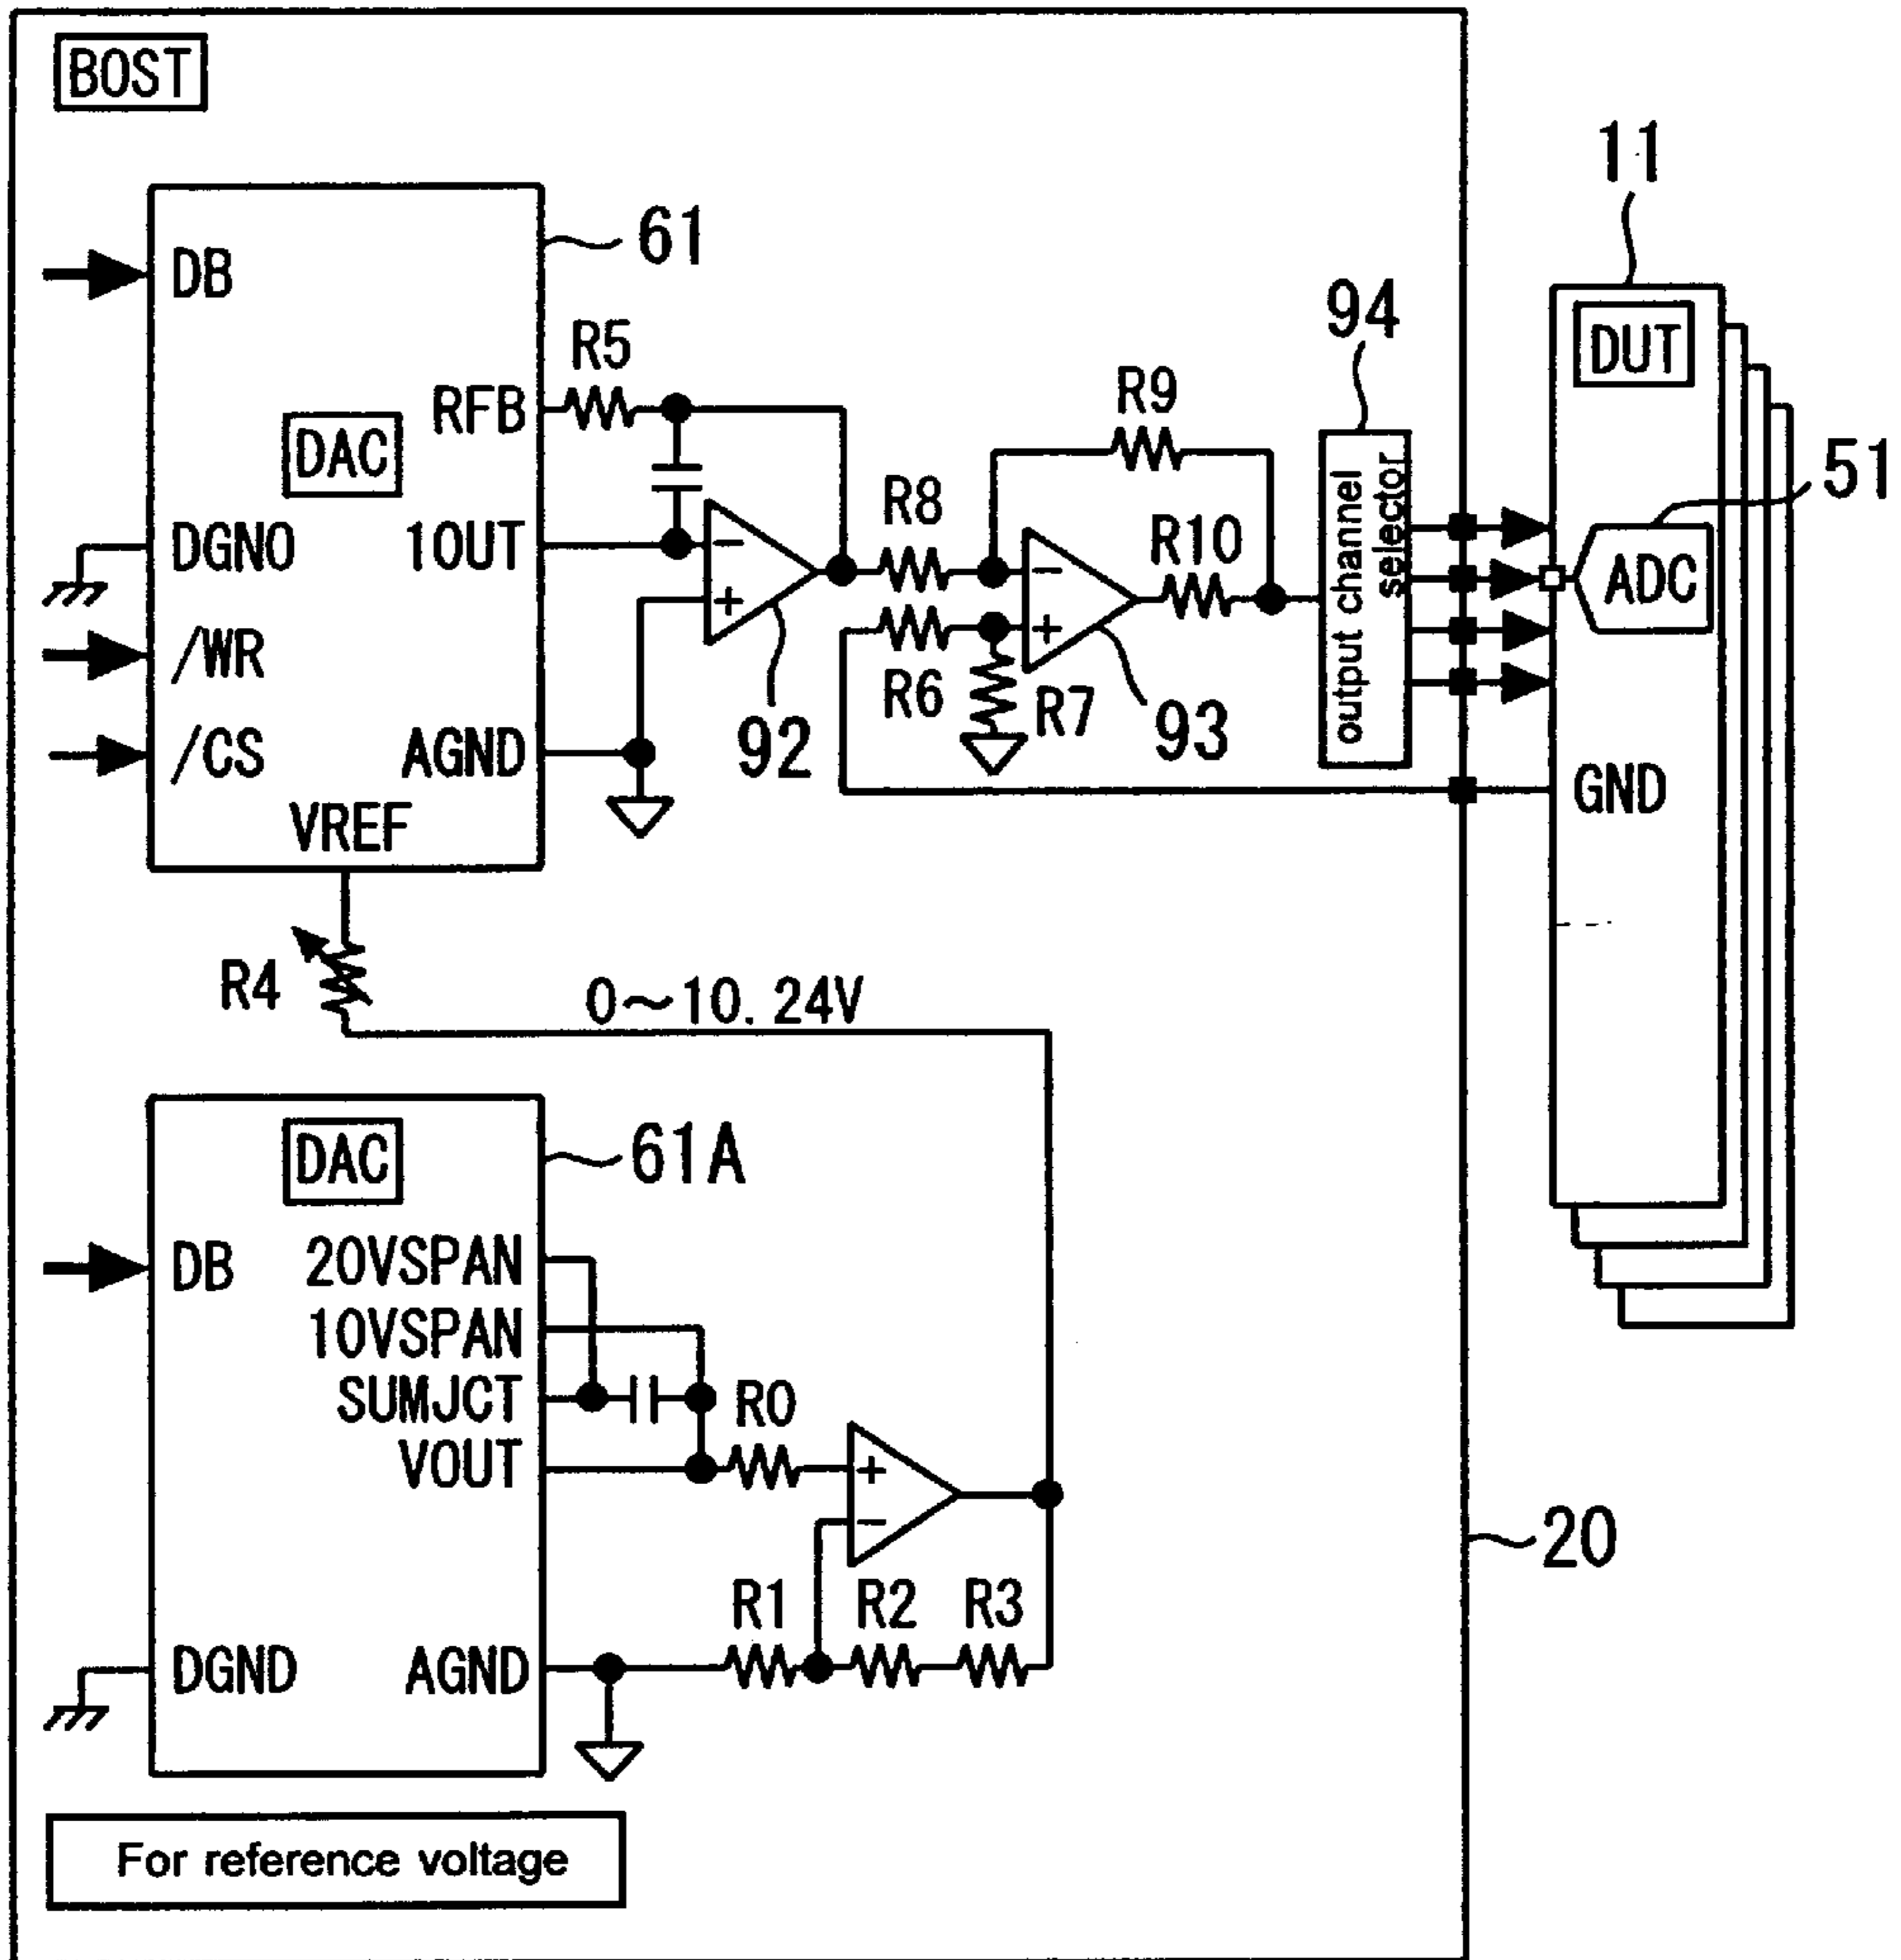 BOST
11
61
DB
94
DUT
R5
R9
RFB
DAC
51
R8
output channel
selector
DGNO
1OUT
R10
ADC
/WR
R6
R7
92
93
/CS
AGND
GND
VREF
R4
0~10.24V
DAC
61A
DB
20VSPAN
10VSPAN
SUMJCT
R0
VOUT
20
R1
R2
R3
DGND
AGND
For reference voltage